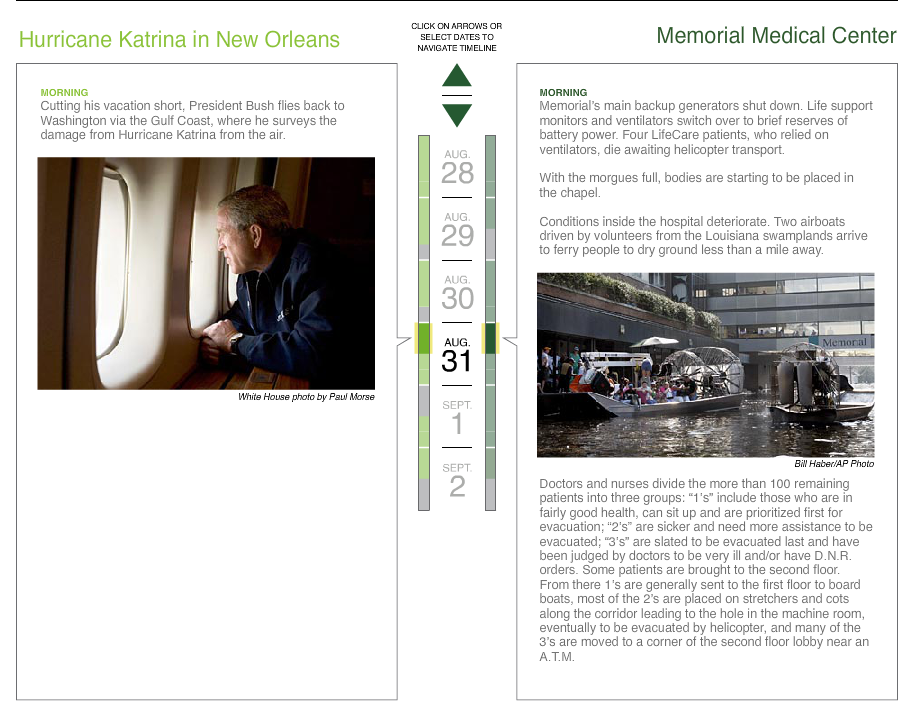 Hurricane Katrina in New Orleans
CLICK ON ARROWS OR
SELECT DATES TO
NAVIGATE TIMELINE
Memorial Medical Center
MORNING
Cutting his vacation short, President Bush flies back to
Washington via the Gulf Coast, where he surveys the
damage from Hurricane Katrina from the air.
White House photo by Paul Morse
AUG.
28
AUG.
29
AUG.
30
AUG.
31
SEPT.
1
SEPT.
2
MORNING
Memorial's main backup generators shut down. Life support
monitors and ventilators switch over to brief reserves of
battery power. Four LifeCare patients, who relied on
ventilators, die awaiting helicopter transport.
With the morgues full, bodies are starting to be placed in
the chapel.
Conditions inside the hospital deteriorate. Two airboats
driven by volunteers from the Louisiana swamplands arrive
to ferry people to dry ground less than a mile away.
Memorial
Bill Haber/AP Photo
Doctors and nurses divide the more than 100 remaining
patients into three groups: “1's” include those who are in
fairly good health, can sit up and are prioritized first for
evacuation; “2's” are sicker and need more assistance to be
evacuated; “3's” are slated to be evacuated last and have
been judged by doctors to be very ill and/or have D.N.R.
orders. Some patients are brought to the second floor.
From there 1's are generally sent to the first floor to board
boats, most of the 2's are placed on stretchers and cots
along the corridor leading to the hole in the machine room,
eventually to be evacuated by helicopter, and many of the
3's are moved to a corner of the second floor lobby near an
A.T.M.